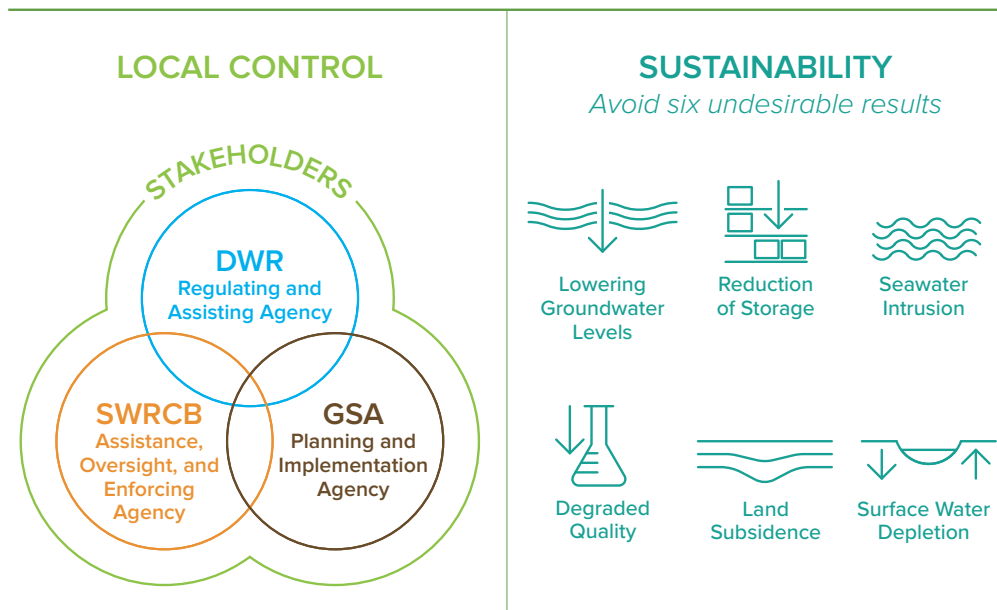 LOCAL CONTROL
STAKEHOLDERS
DWR
Regulating and
Assisting Agency
SWRCB
Assistance,
Oversight, and
Enforcing
Agency
GSA
Planning and
Implementation
Agency
SUSTAINABILITY
Avoid six undesirable results
Lowering
Groundwater
Levels
Reduction
of Storage
Seawater
Intrusion
Degraded
Quality
Land
Subsidence
Surface Water
Depletion